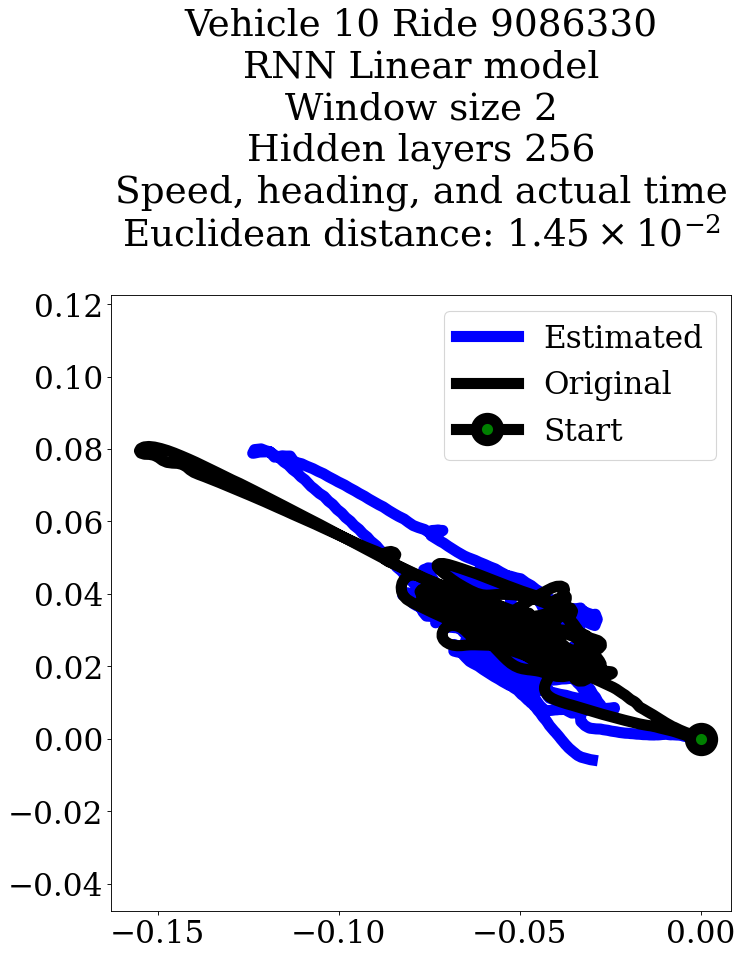 Vehicle 10 Ride 9086330
RNN Linear model
Window size 2
Hidden layers 256
Speed, heading, and actual time
Euclidean distance: 1.45 × 10⁻²
Estimated
Original
Start
0.12
0.10
0.08
0.06
0.04
0.02
0.00
−0.02
−0.04
−0.15 −0.10 −0.05 0.00